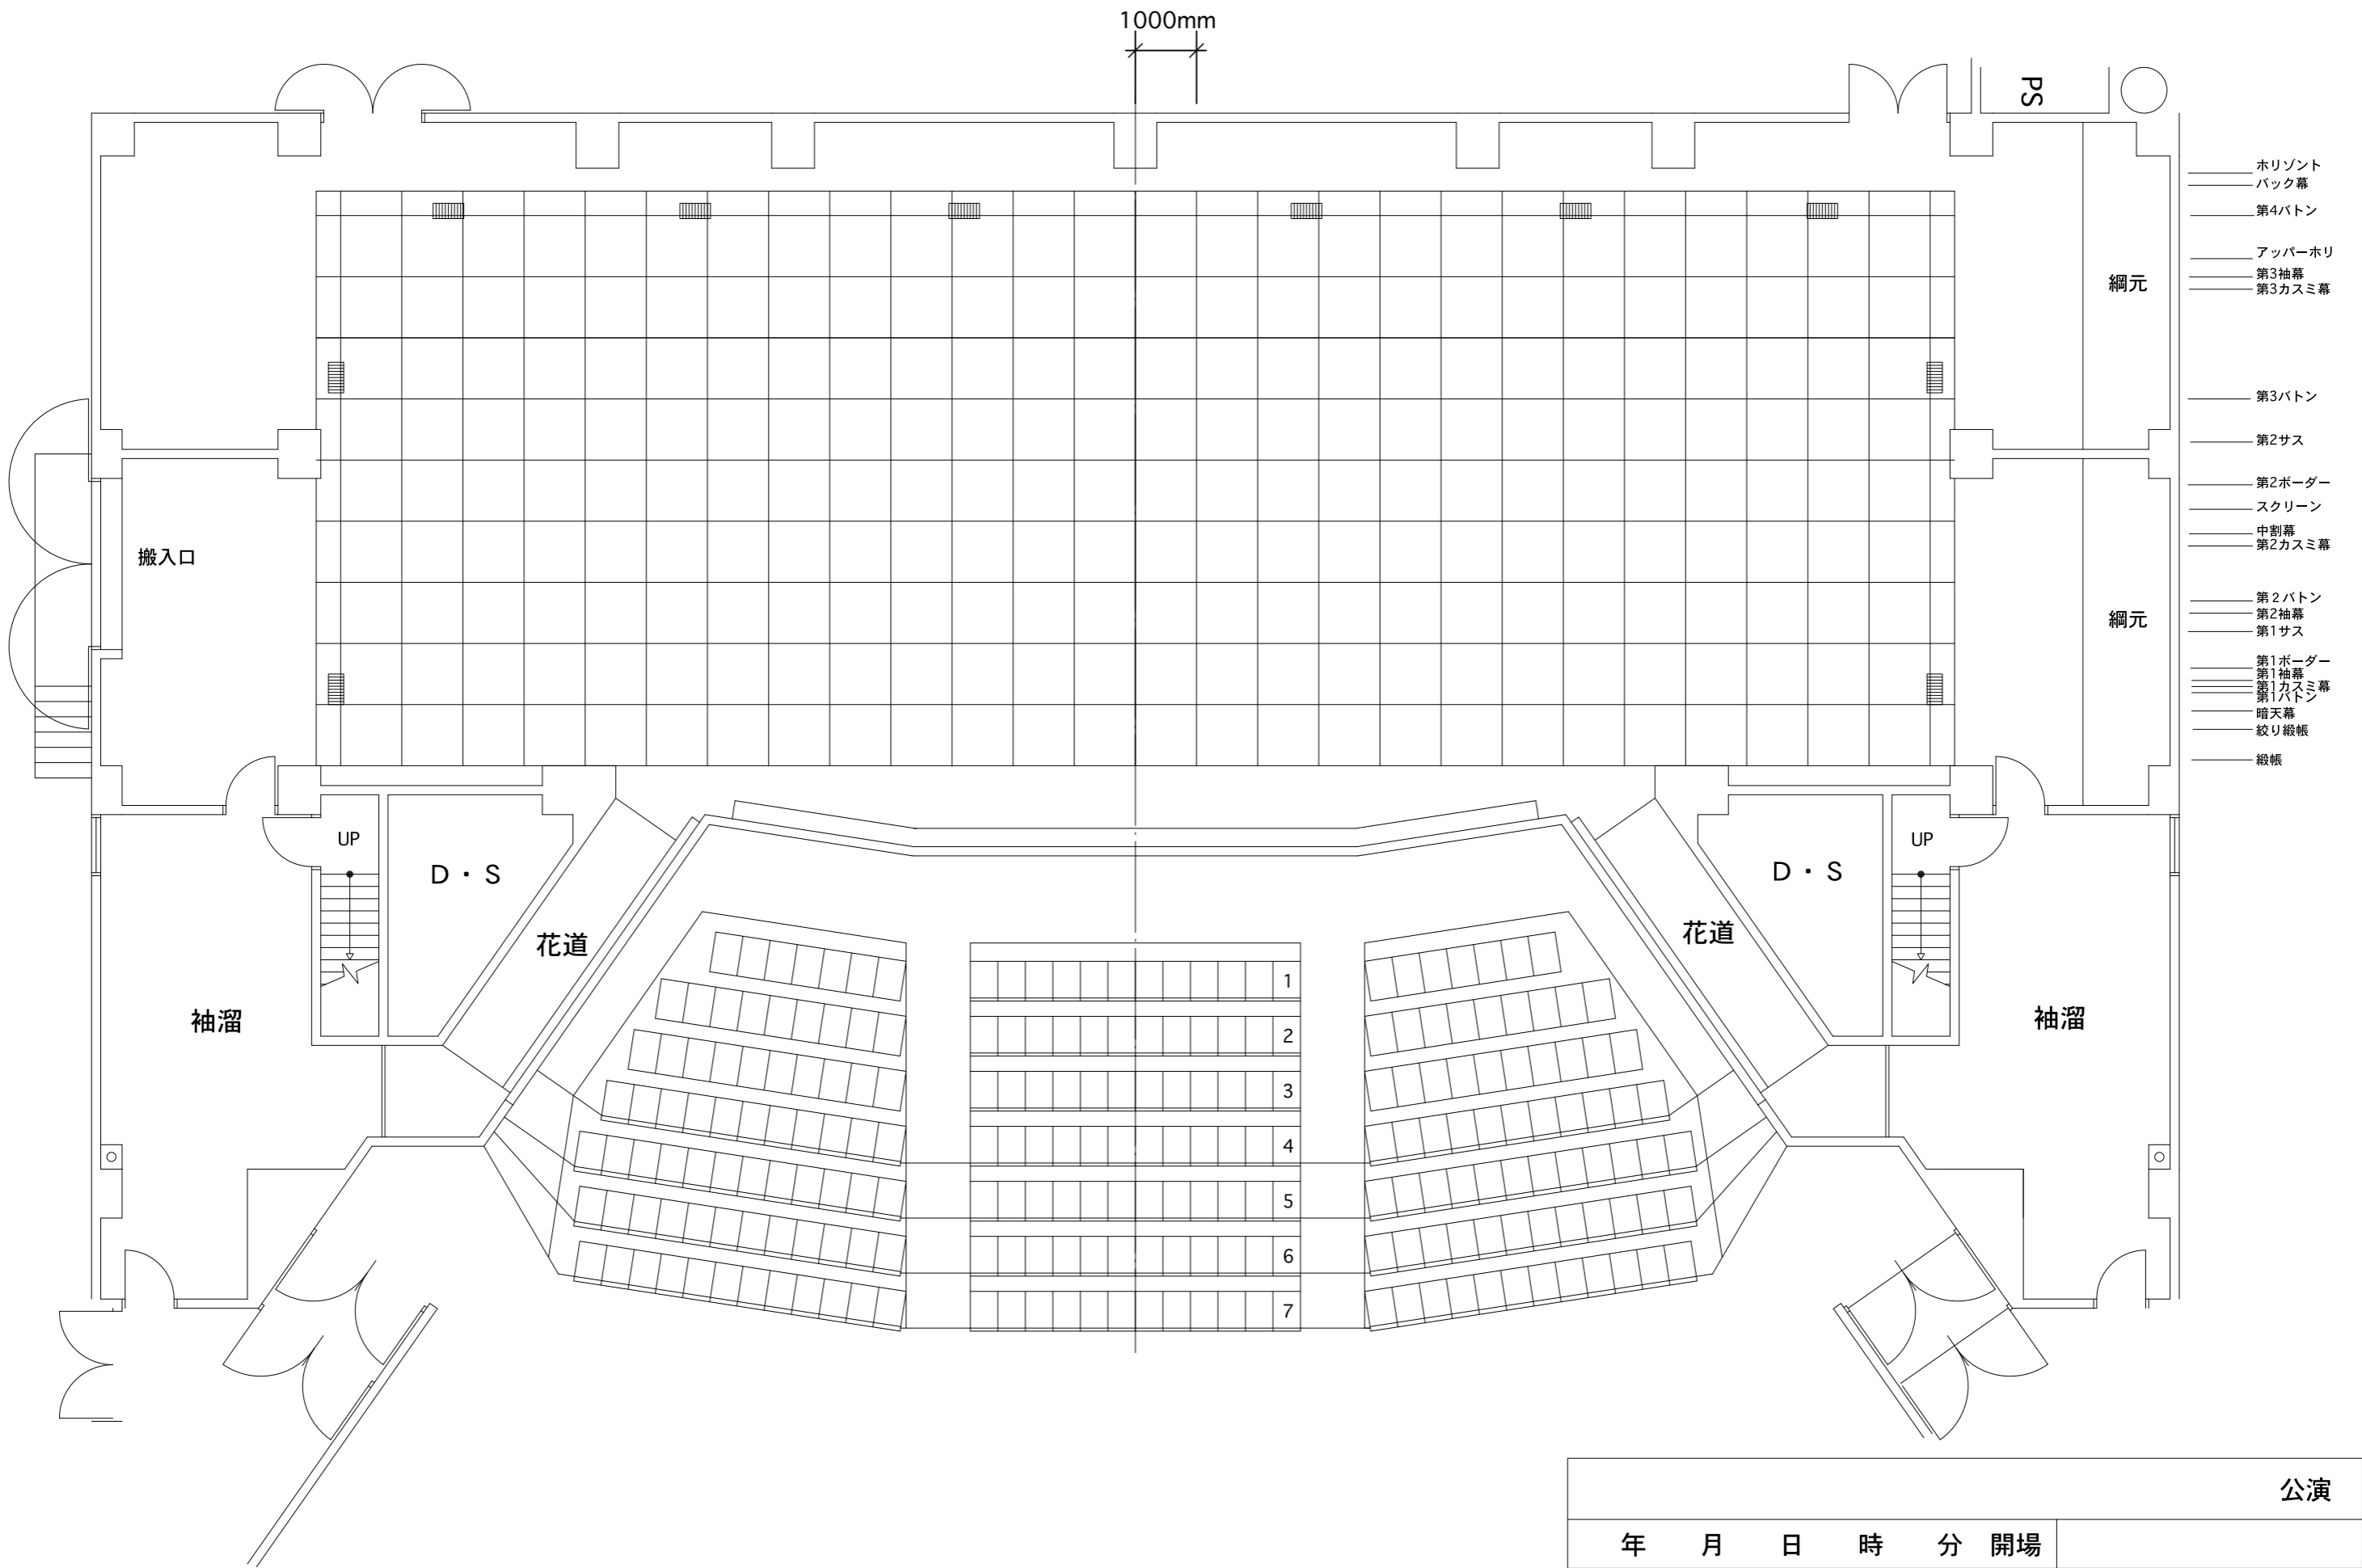 1000mm
PS
ホリゾント
バック幕
第4バトン
アッパーホリ
第3袖幕
第3カスミ幕
綱元
第3バトン
第2サス
第2ボーダー
スクリーン
中割幕
第2カスミ幕
搬入口
綱元
第２バトン
第2袖幕
第1サス
第1ボーダー
第1袖幕
第1カスミ幕
第1バトン
暗天幕
絞り緞帳
緞帳
UP
UP
D・S
D・S
花道
花道
袖溜
袖溜
1
2
3
4
5
6
7
公演
年 月 日 時 分 開場